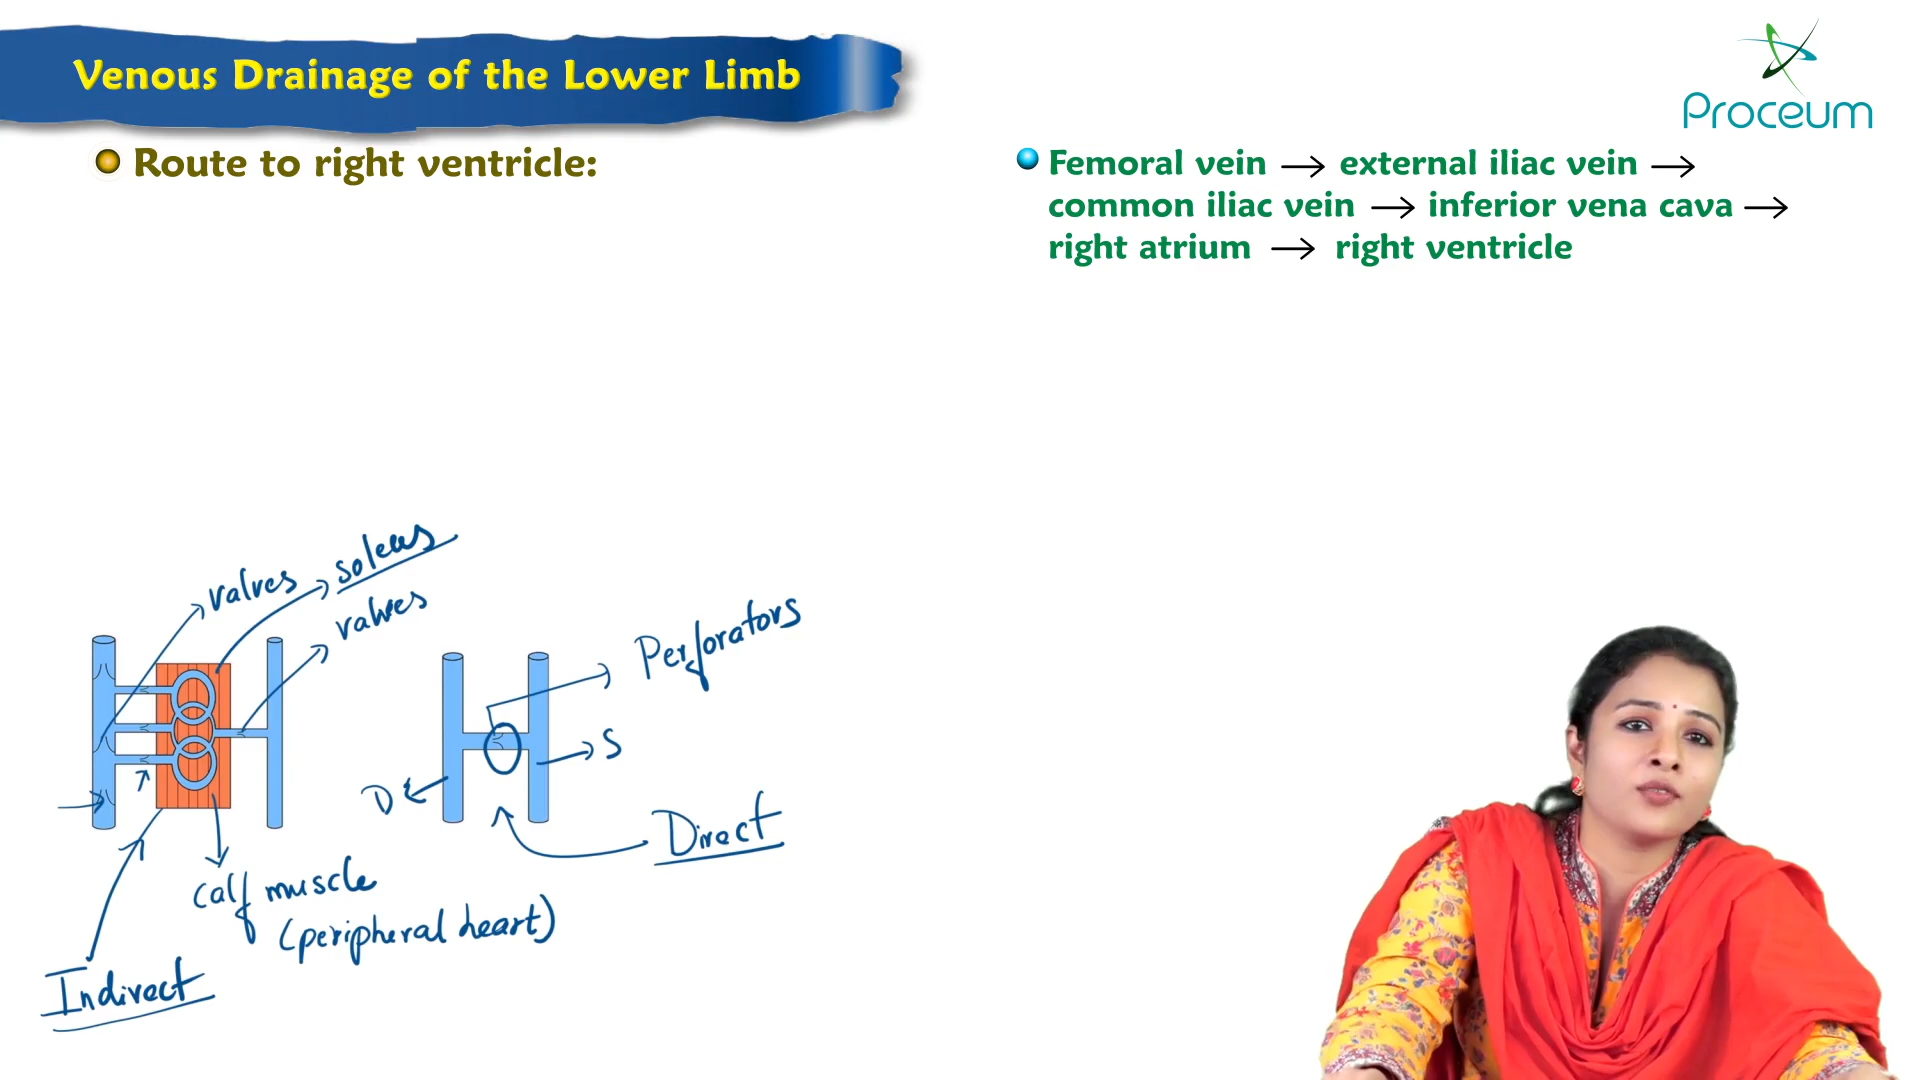 Venous Drainage of the Lower Limb
Proceum
Route to right ventricle:
Femoral vein → external iliac vein →
common iliac vein → inferior vena cava →
right atrium → right ventricle
valves
soleus
valves
Perforators
S
D
Direct
calf muscle
(peripheral heart)
Indirect